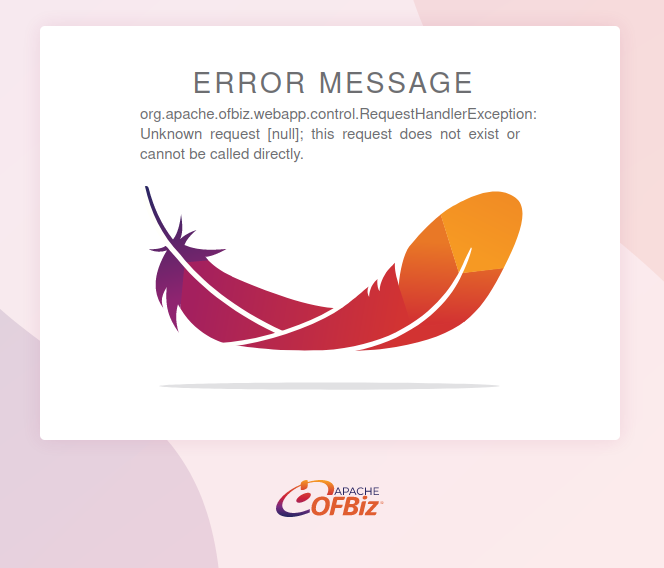 ERROR MESSAGE
org.apache.ofbiz.webapp.control.RequestHandlerException:
Unknown request [null]; this request does not exist or
cannot be called directly.
APACHE
OFBiz